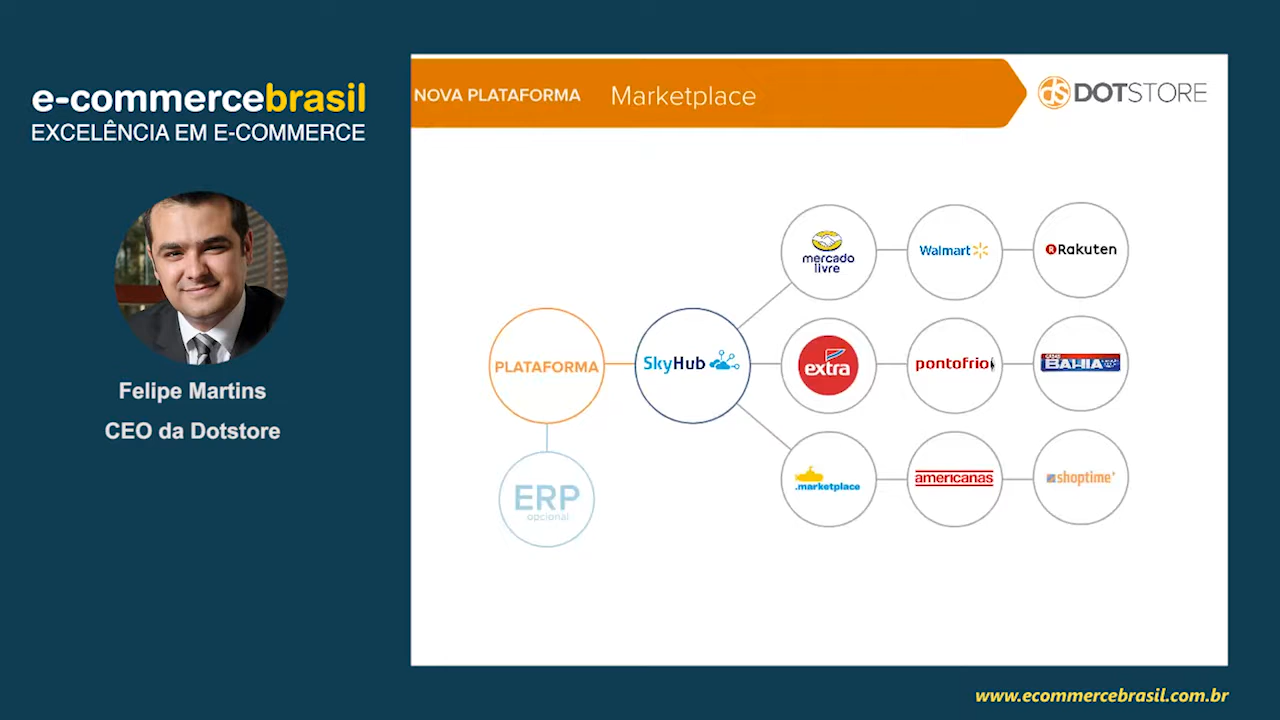 e-commercebrasil
EXCELÊNCIA EM E-COMMERCE
Felipe Martins
CEO da Dotstore
NOVA PLATAFORMA Marketplace
DOTSTORE
mercado
livre
Walmart
Rakuten
PLATAFORMA
SkyHub
extra
pontofrio
CASAS
BAHIA
ERP
opcional
.marketplace
americanas
shoptime
www.ecommercebrasil.com.br